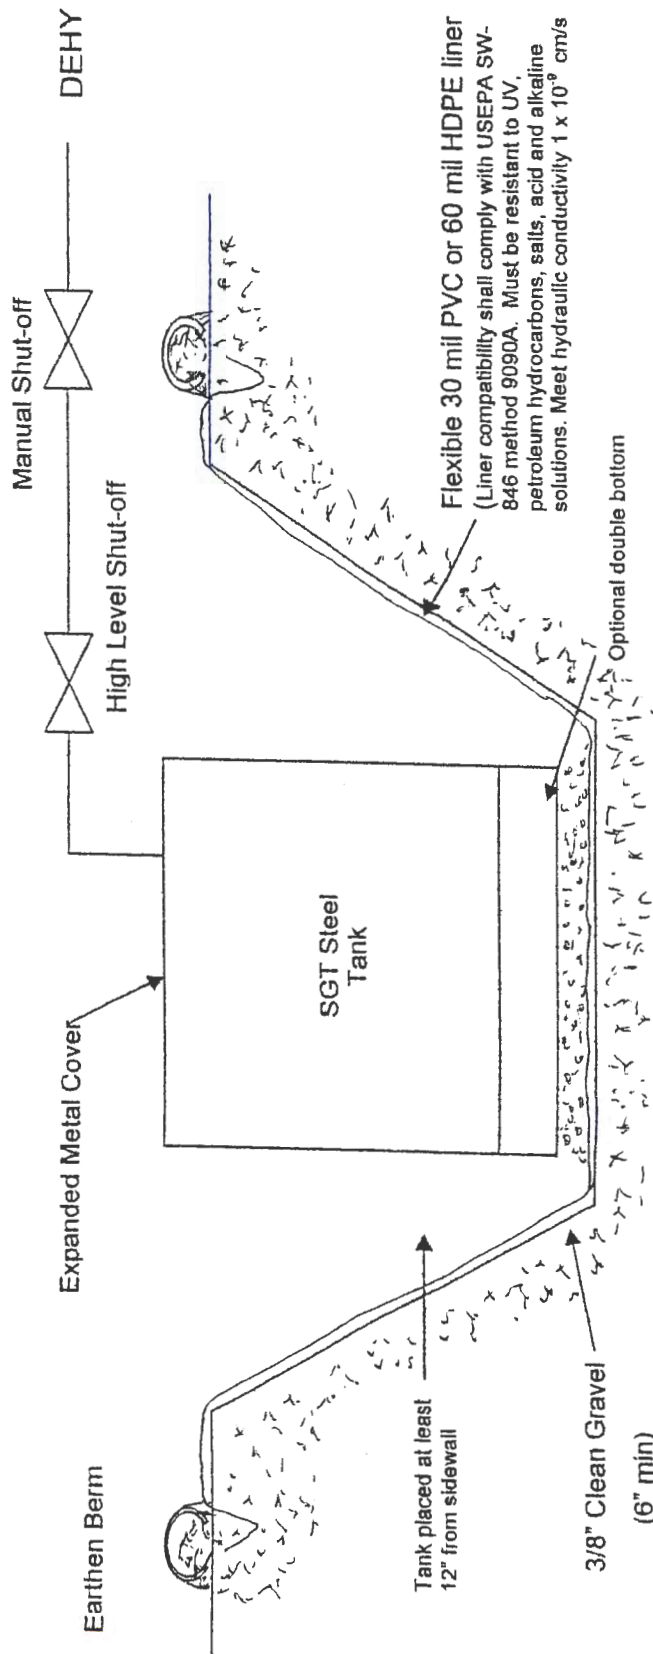 DEHY
Manual Shut-off
High Level Shut-off
Expanded Metal Cover
Earthen Berm
SGT Steel
Tank
Flexible 30 mil PVC or 60 mil HDPE liner
(Liner compatibility shall comply with USEPA SW-
846 method 9090A. Must be resistant to UV,
petroleum hydrocarbons, salts, acid and alkaline
solutions. Meet hydraulic conductivity 1 x 10⁻⁹ cm/s
Optional double bottom
Tank placed at least
12" from sidewall
3/8" Clean Gravel
(6" min)